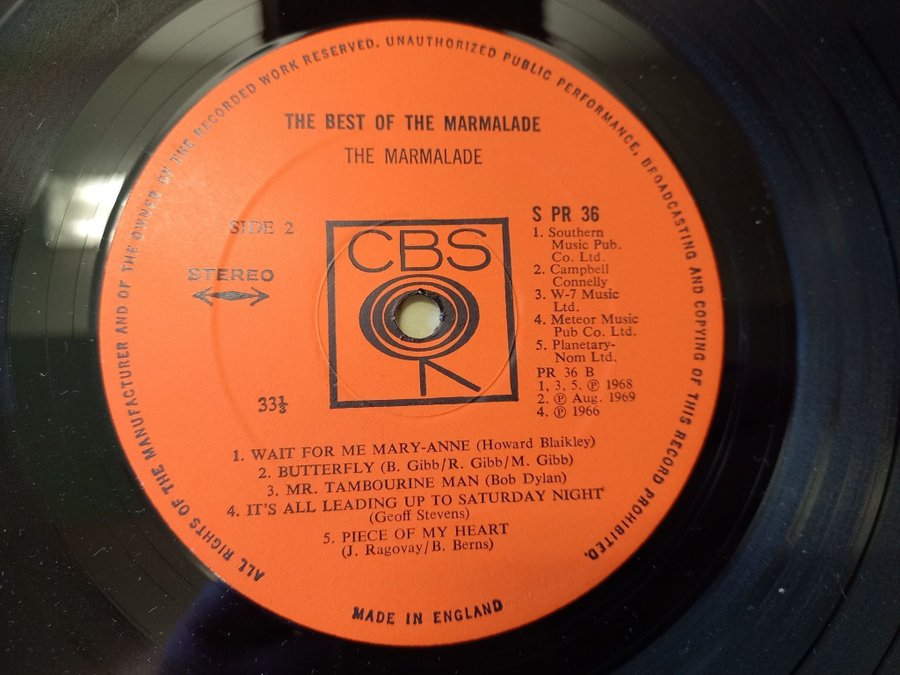 ALL RIGHTS OF THE MANUFACTURER AND OF THE OWNER OF THE RECORDED WORK RESERVED. UNAUTHORIZED PUBLIC PERFORMANCE, BROADCASTING AND COPYING OF THIS RECORD PROHIBITED.
THE BEST OF THE MARMALADE
THE MARMALADE
SIDE 2
STEREO
33⅓
CBS
S PR 36
1. Southern
Music Pub.
Co. Ltd.
2. Campbell
Connelly
3. W-7 Music
Ltd.
4. Meteor Music
Pub Co. Ltd.
5. Planetary-
Nom Ltd.
PR 36 B
1, 3, 5. ℗ 1968
2. ℗ Aug. 1969
4. ℗ 1966
1. WAIT FOR ME MARY-ANNE (Howard Blaikley)
2. BUTTERFLY (B. Gibb/R. Gibb/M. Gibb)
3. MR. TAMBOURINE MAN (Bob Dylan)
4. IT'S ALL LEADING UP TO SATURDAY NIGHT
(Geoff Stevens)
5. PIECE OF MY HEART
(J. Ragovay/B. Berns)
MADE IN ENGLAND